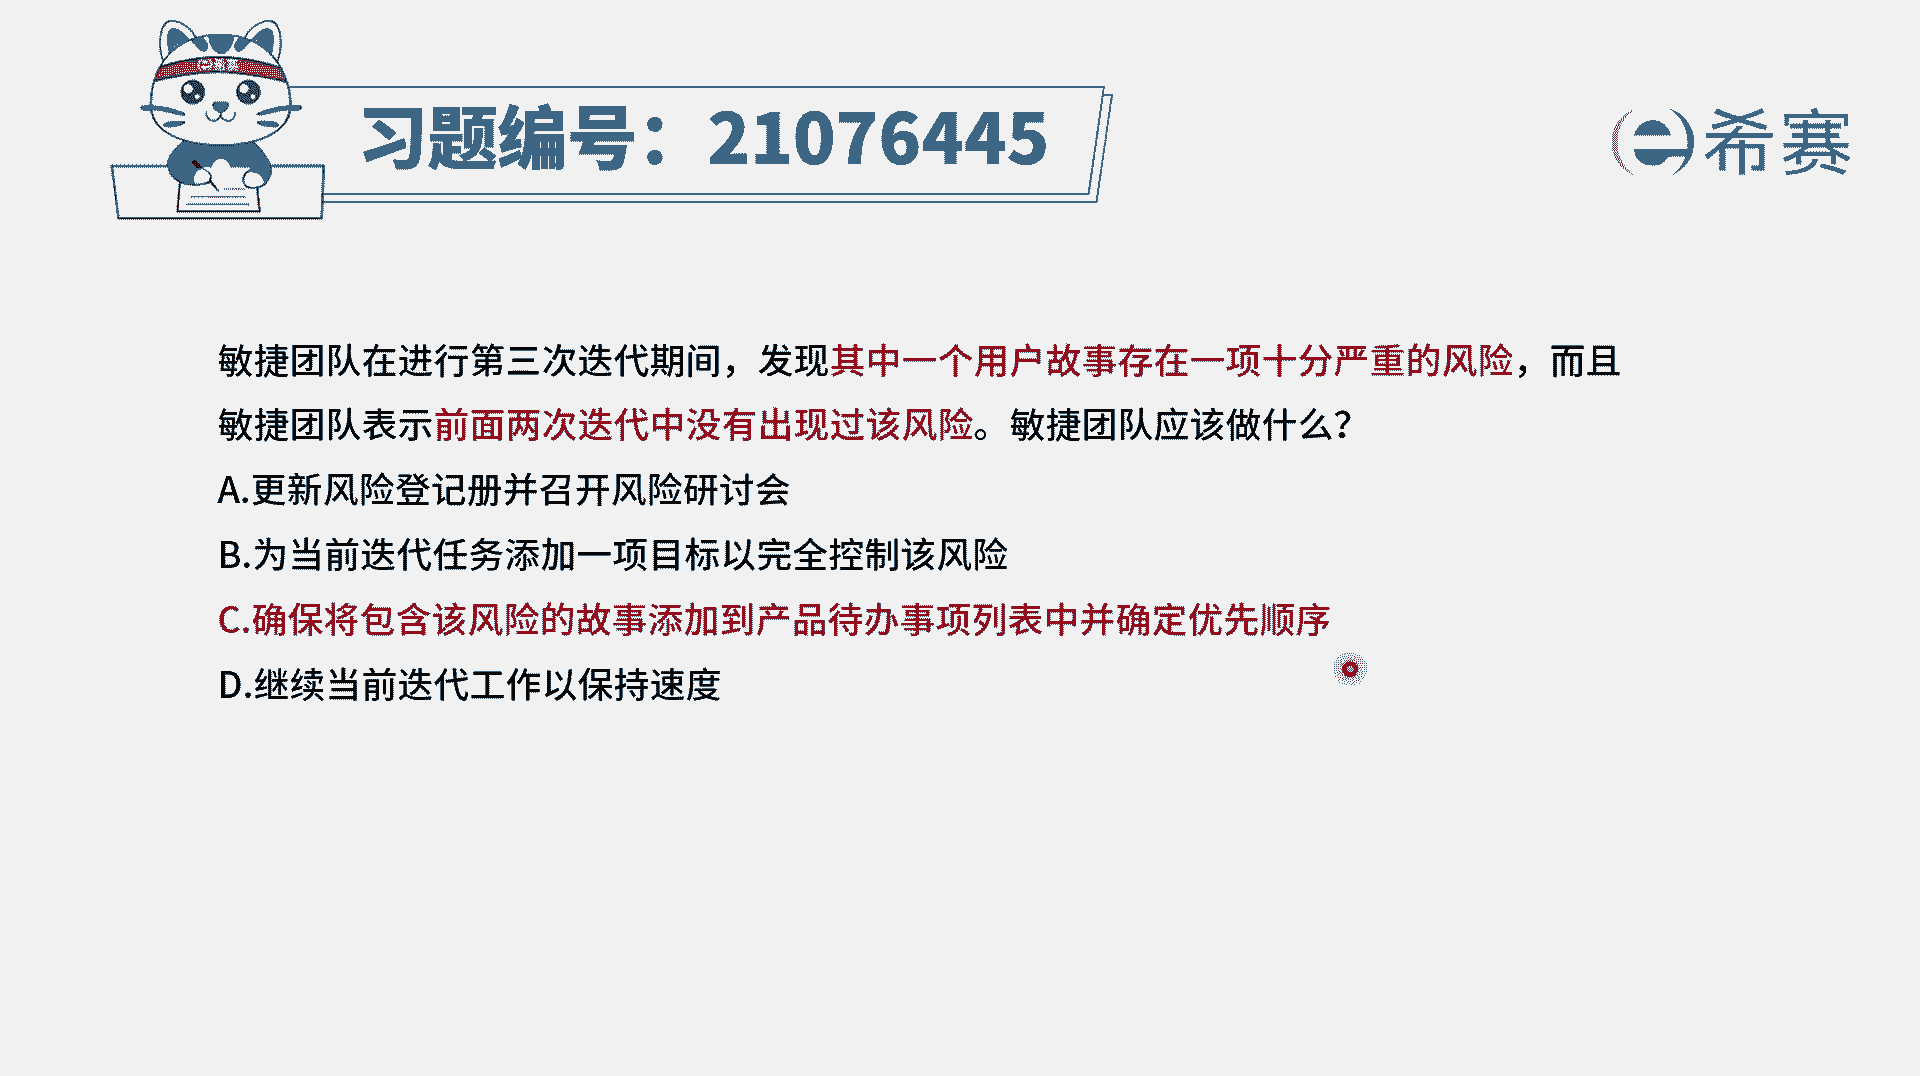 习题编号：21076445
希赛
敏捷团队在进行第三次迭代期间，发现其中一个用户故事存在一项十分严重的风险，而且
敏捷团队表示前面两次迭代中没有出现过该风险。敏捷团队应该做什么？
A.更新风险登记册并召开风险研讨会
B.为当前迭代任务添加一项目标以完全控制该风险
C.确保将包含该风险的故事添加到产品待办事项列表中并确定优先顺序
D.继续当前迭代工作以保持速度